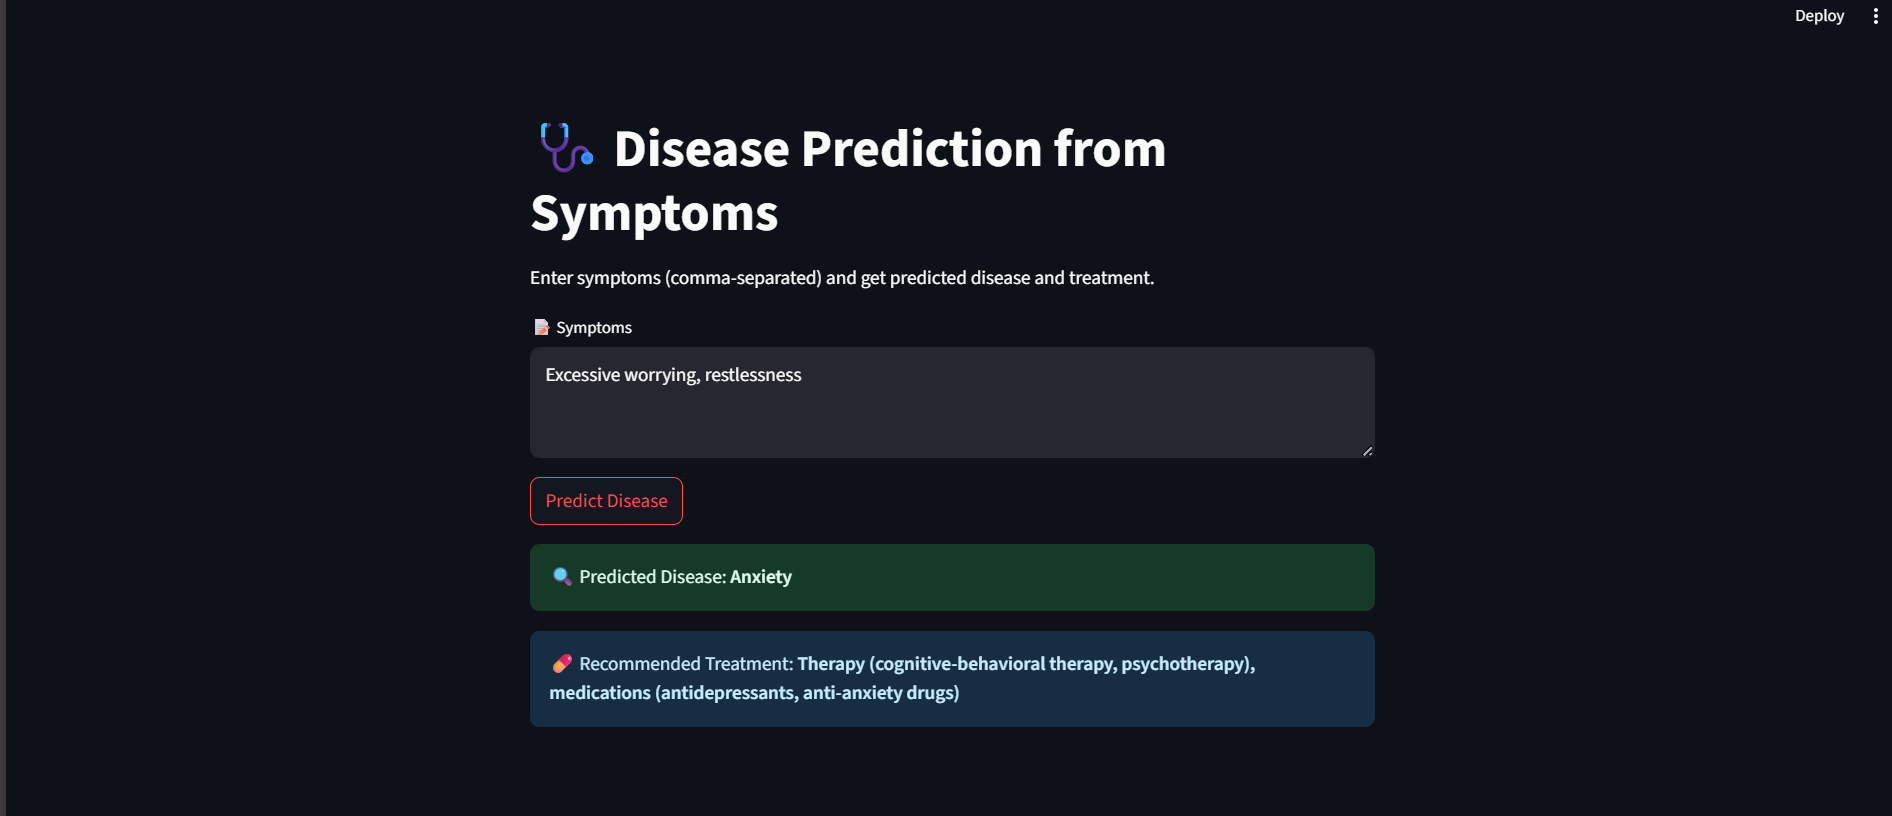 Deploy
Disease Prediction from
Symptoms
Enter symptoms (comma-separated) and get predicted disease and treatment.
Symptoms
Excessive worrying, restlessness
Predict Disease
Predicted Disease: Anxiety
Recommended Treatment: Therapy (cognitive-behavioral therapy, psychotherapy),
medications (antidepressants, anti-anxiety drugs)